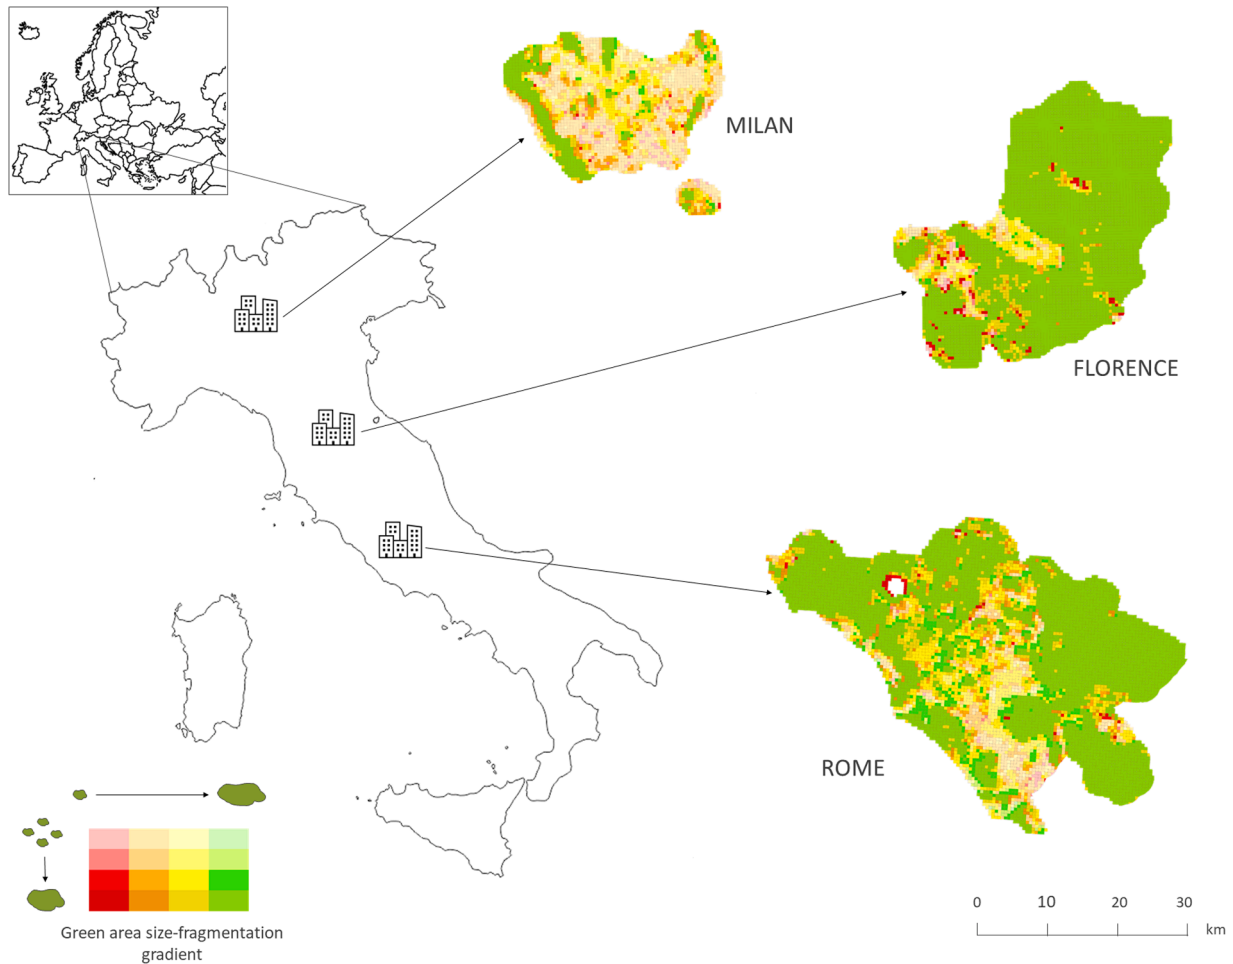 MILAN
FLORENCE
ROME
Green area size-fragmentation
gradient
0 10 20 30
km